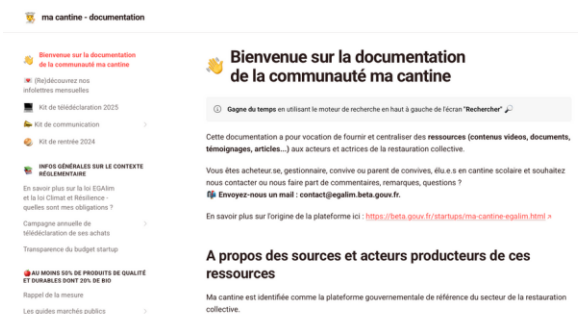 ma cantine - documentation
Bienvenue sur la documentation
de la communauté ma cantine
(Re)découvrez nos
infolettres mensuelles
Kit de télédéclaration 2025
Kit de communication
Kit de rentrée 2024
INFOS GÉNÉRALES SUR LE CONTEXTE
RÉGLEMENTAIRE
En savoir plus sur la loi EGAlim
et la loi Climat et Résilience -
quelles sont mes obligations ?
Campagne annuelle de
télédéclaration de ses achats
Transparence du budget startup
AU MOINS 50% DE PRODUITS DE QUALITÉ
ET DURABLES DONT 20% DE BIO
Rappel de la mesure
Les guides marchés publics
Bienvenue sur la documentation
de la communauté ma cantine
Gagne du temps en utilisant le moteur de recherche en haut à gauche de l'écran "Rechercher"
Cette documentation a pour vocation de fournir et centraliser des ressources (contenus videos, documents,
témoignages, articles...) aux acteurs et actrices de la restauration collective.
Vous êtes acheteur.se, gestionnaire, convive ou parent de convives, élu.e.s en cantine scolaire et souhaitez
nous contacter ou nous faire part de commentaires, remarques, questions ?
Envoyez-nous un mail : contact@egalim.beta.gouv.fr.
En savoir plus sur l'origine de la plateforme ici : https://beta.gouv.fr/startups/ma-cantine-egalim.html
A propos des sources et acteurs producteurs de ces
ressources
Ma cantine est identifiée comme la plateforme gouvernementale de référence du secteur de la restauration
collective.